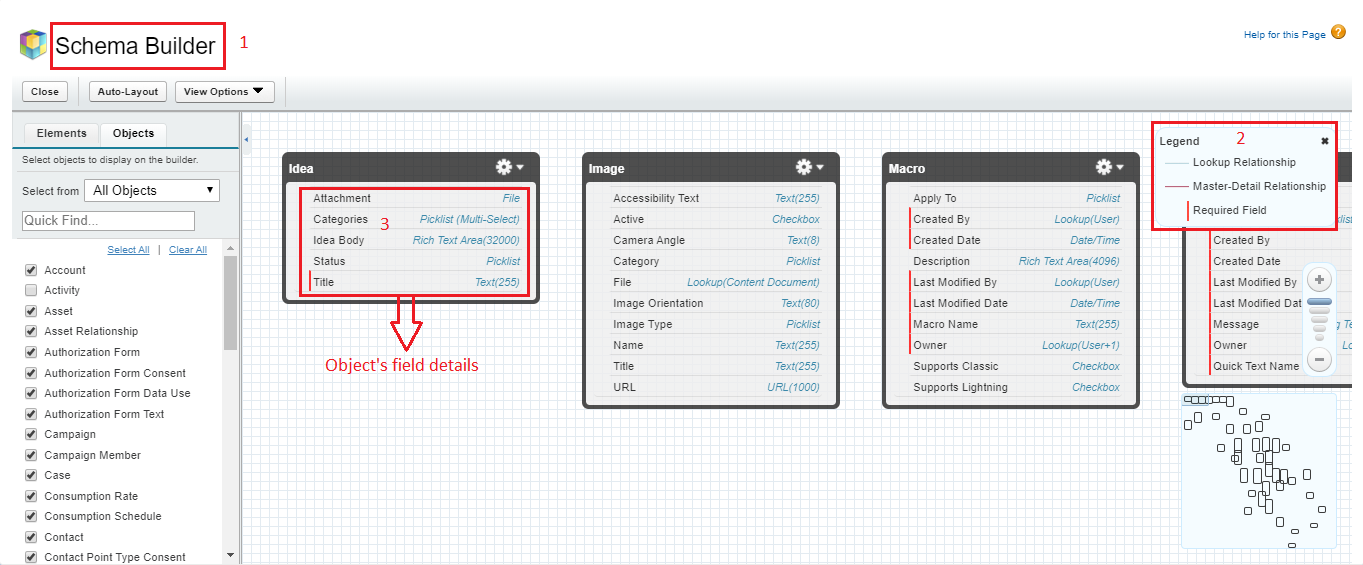 Schema Builder 1
Help for this Page ?
Close Auto-Layout View Options
Elements Objects
Select objects to display on the builder.
Select from All Objects
Quick Find...
Select All | Clear All
Account
Activity
Asset
Asset Relationship
Authorization Form
Authorization Form Consent
Authorization Form Data Use
Authorization Form Text
Campaign
Campaign Member
Case
Consumption Rate
Consumption Schedule
Contact
Contact Point Type Consent
Idea
Attachment File
Categories Picklist (Multi-Select)
3
Idea Body Rich Text Area(32000)
Status Picklist
Title Text(255)
Object's field details
Image
Accessibility Text Text(255)
Active Checkbox
Camera Angle Text(8)
Category Picklist
File Lookup(Content Document)
Image Orientation Text(80)
Image Type Picklist
Name Text(255)
Title Text(255)
URL URL(1000)
Macro
Apply To Picklist
Created By Lookup(User)
Created Date Date/Time
Description Rich Text Area(4096)
Last Modified By Lookup(User)
Last Modified Date Date/Time
Macro Name Text(255)
Owner Lookup(User+1)
Supports Classic Checkbox
Supports Lightning Checkbox
Legend 2
Lookup Relationship
Master-Detail Relationship
Required Field
Created By
Created Date
Last Modified By
Last Modified Dat
Message
Owner
Quick Text Name